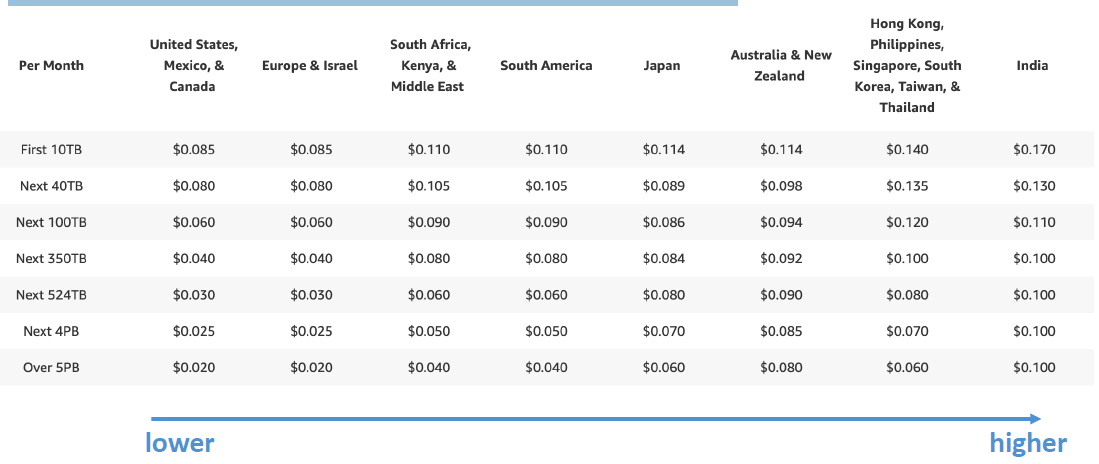 Per Month
United States,
Mexico, &
Canada
Europe & Israel
South Africa,
Kenya, &
Middle East
South America
Japan
Australia & New
Zealand
Hong Kong,
Philippines,
Singapore, South
Korea, Taiwan, &
Thailand
India
First 10TB $0.085 $0.085 $0.110 $0.110 $0.114 $0.114 $0.140 $0.170
Next 40TB $0.080 $0.080 $0.105 $0.105 $0.089 $0.098 $0.135 $0.130
Next 100TB $0.060 $0.060 $0.090 $0.090 $0.086 $0.094 $0.120 $0.110
Next 350TB $0.040 $0.040 $0.080 $0.080 $0.084 $0.092 $0.100 $0.100
Next 524TB $0.030 $0.030 $0.060 $0.060 $0.080 $0.090 $0.080 $0.100
Next 4PB $0.025 $0.025 $0.050 $0.050 $0.070 $0.085 $0.070 $0.100
Over 5PB $0.020 $0.020 $0.040 $0.040 $0.060 $0.080 $0.060 $0.100
lower higher